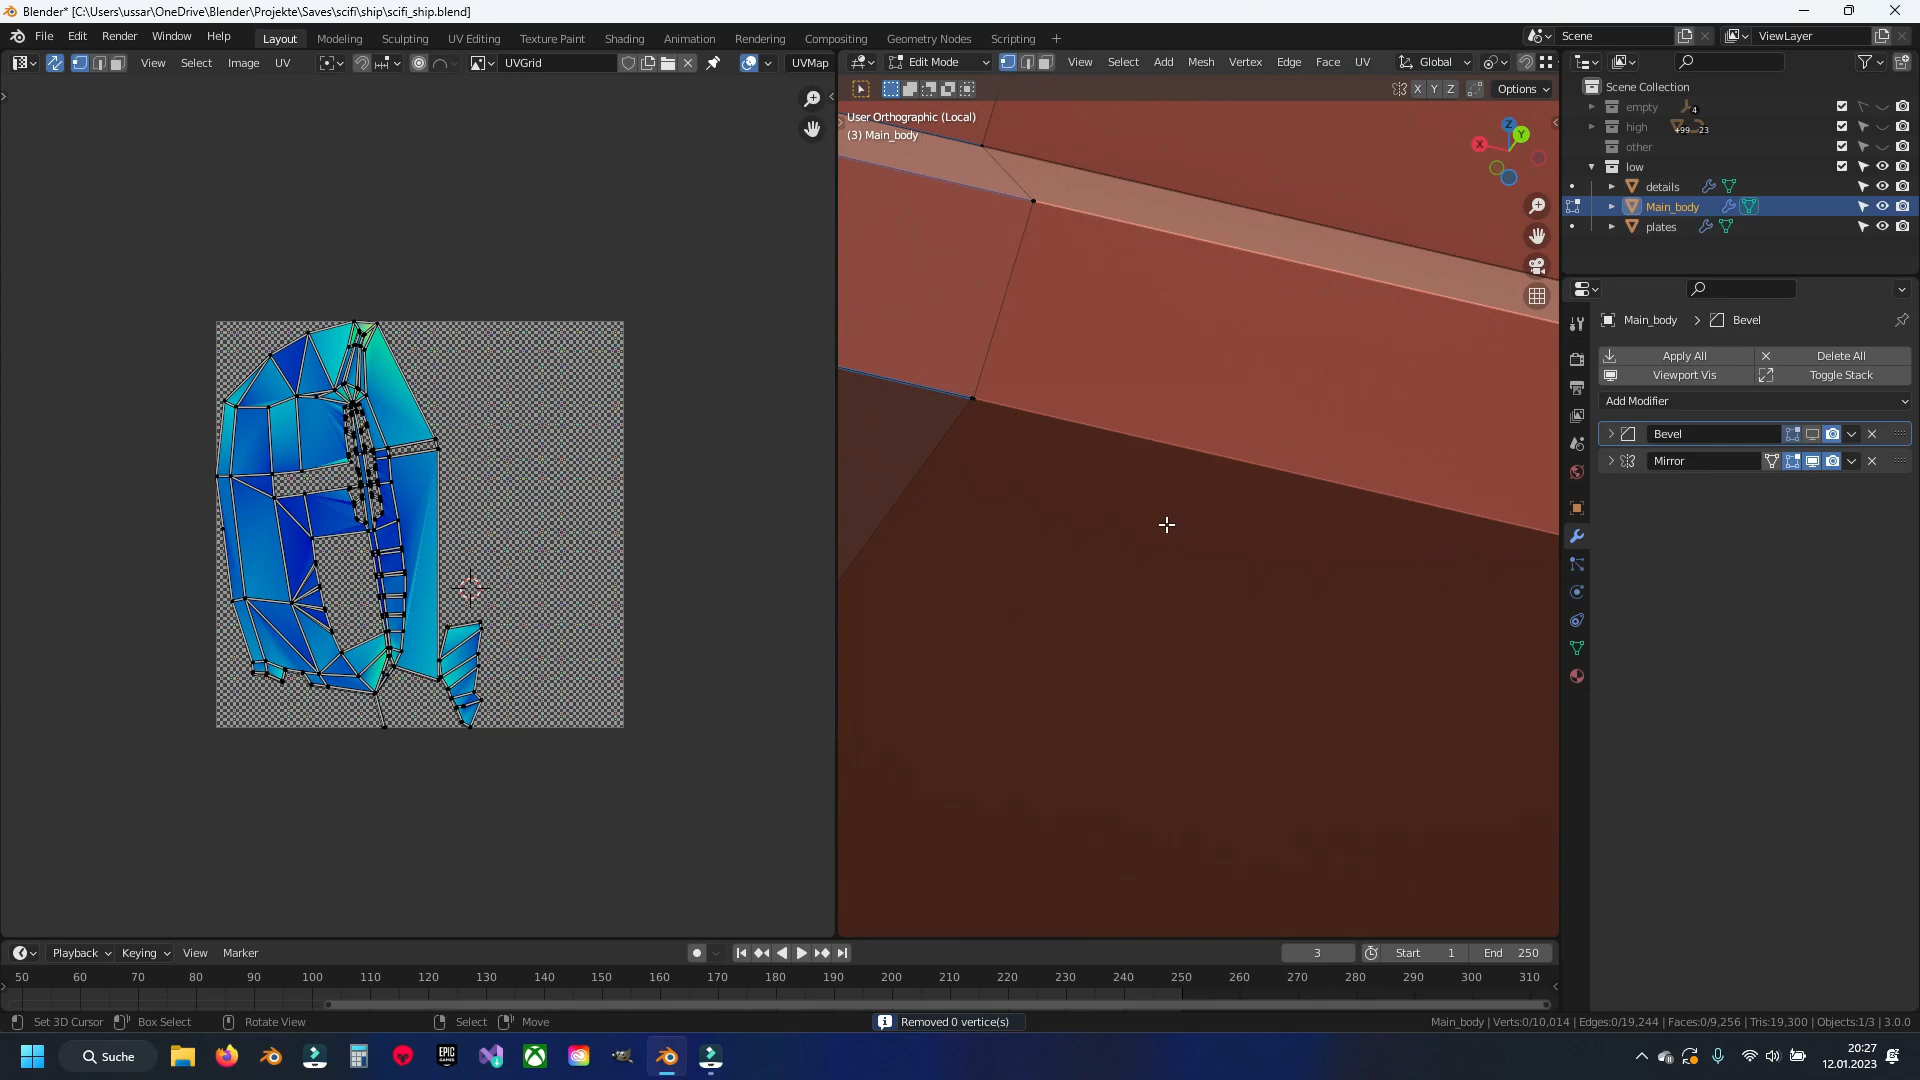 Blender* [C:\Users\ussar\OneDrive\Blender\Projekte\Saves\scifi\ship\scifi_ship.blend]
File Edit Render Window Help Layout Modeling Sculpting UV Editing Texture Paint Shading Animation Rendering Compositing Geometry Nodes Scripting + Scene ViewLayer
View Select Image UV UVGrid UVMap
Edit Mode View Select Add Mesh Vertex Edge Face UV Global
X Y Z Options
User Orthographic (Local)
(3) Main_body
Z
Y
X
Scene Collection
empty 4
high +99 23
other
low
details
Main_body
plates
Main_body > Bevel
Apply All Delete All
Viewport Vis Toggle Stack
Add Modifier
Bevel
Mirror
Playback Keying View Marker 3 Start 1 End 250
50 60 70 80 90 100 110 120 130 140 150 160 170 180 190 200 210 220 230 240 250 260 270 280 290 300 310
Set 3D Cursor Box Select Rotate View Select Move Removed 0 vertice(s) Main_body | Verts:0/10,014 | Edges:0/19,244 | Faces:0/9,256 | Tris:19,300 | Objects:1/3 | 3.0.0
Suche EPIC GAMES 20:27
12.01.2023